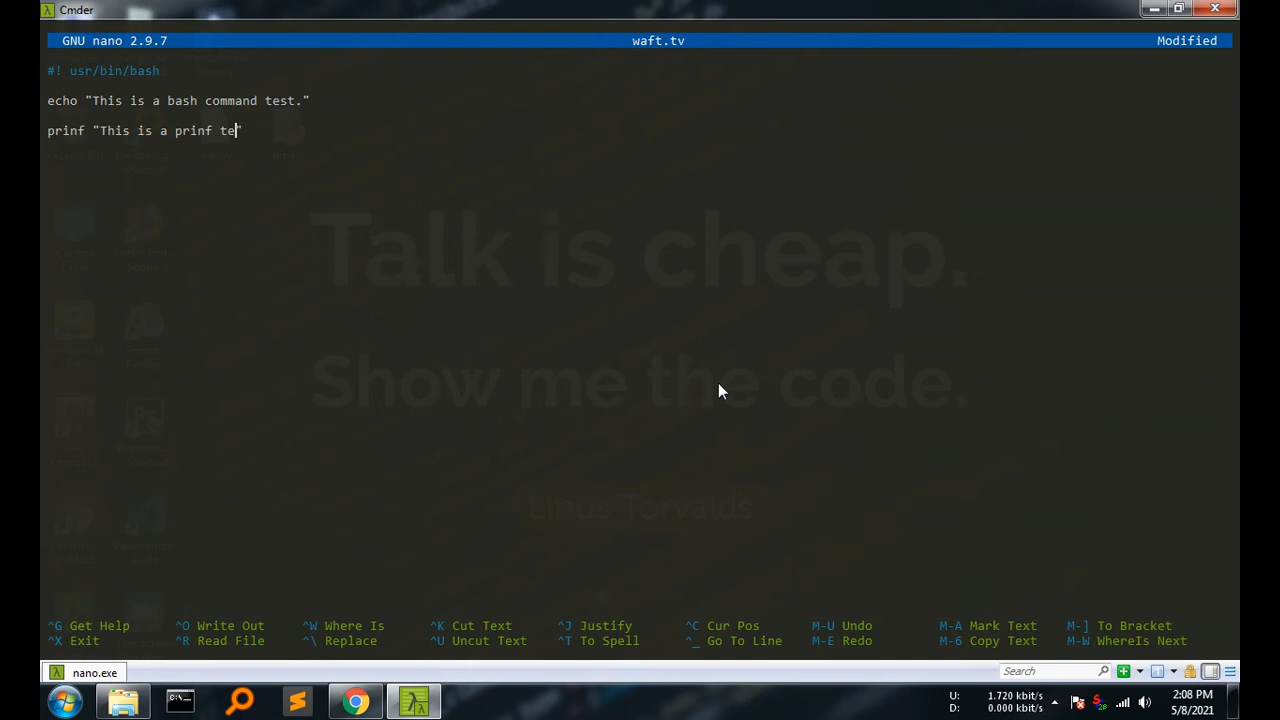 Cmder
GNU nano 2.9.7 waft.tv Modified
#! usr/bin/bash
echo "This is a bash command test."
prinf "This is a prinf te"
Talk is cheap.
Show me the code.
Linus Torvalds
^G Get Help ^O Write Out ^W Where Is ^K Cut Text ^J Justify ^C Cur Pos M-U Undo M-A Mark Text M-] To Bracket
^X Exit ^R Read File ^\ Replace ^U Uncut Text ^T To Spell ^_ Go To Line M-E Redo M-6 Copy Text M-W WhereIs Next
nano.exe Search
U: 1.720 kbit/s 2:08 PM
D: 0.000 kbit/s 5/8/2021